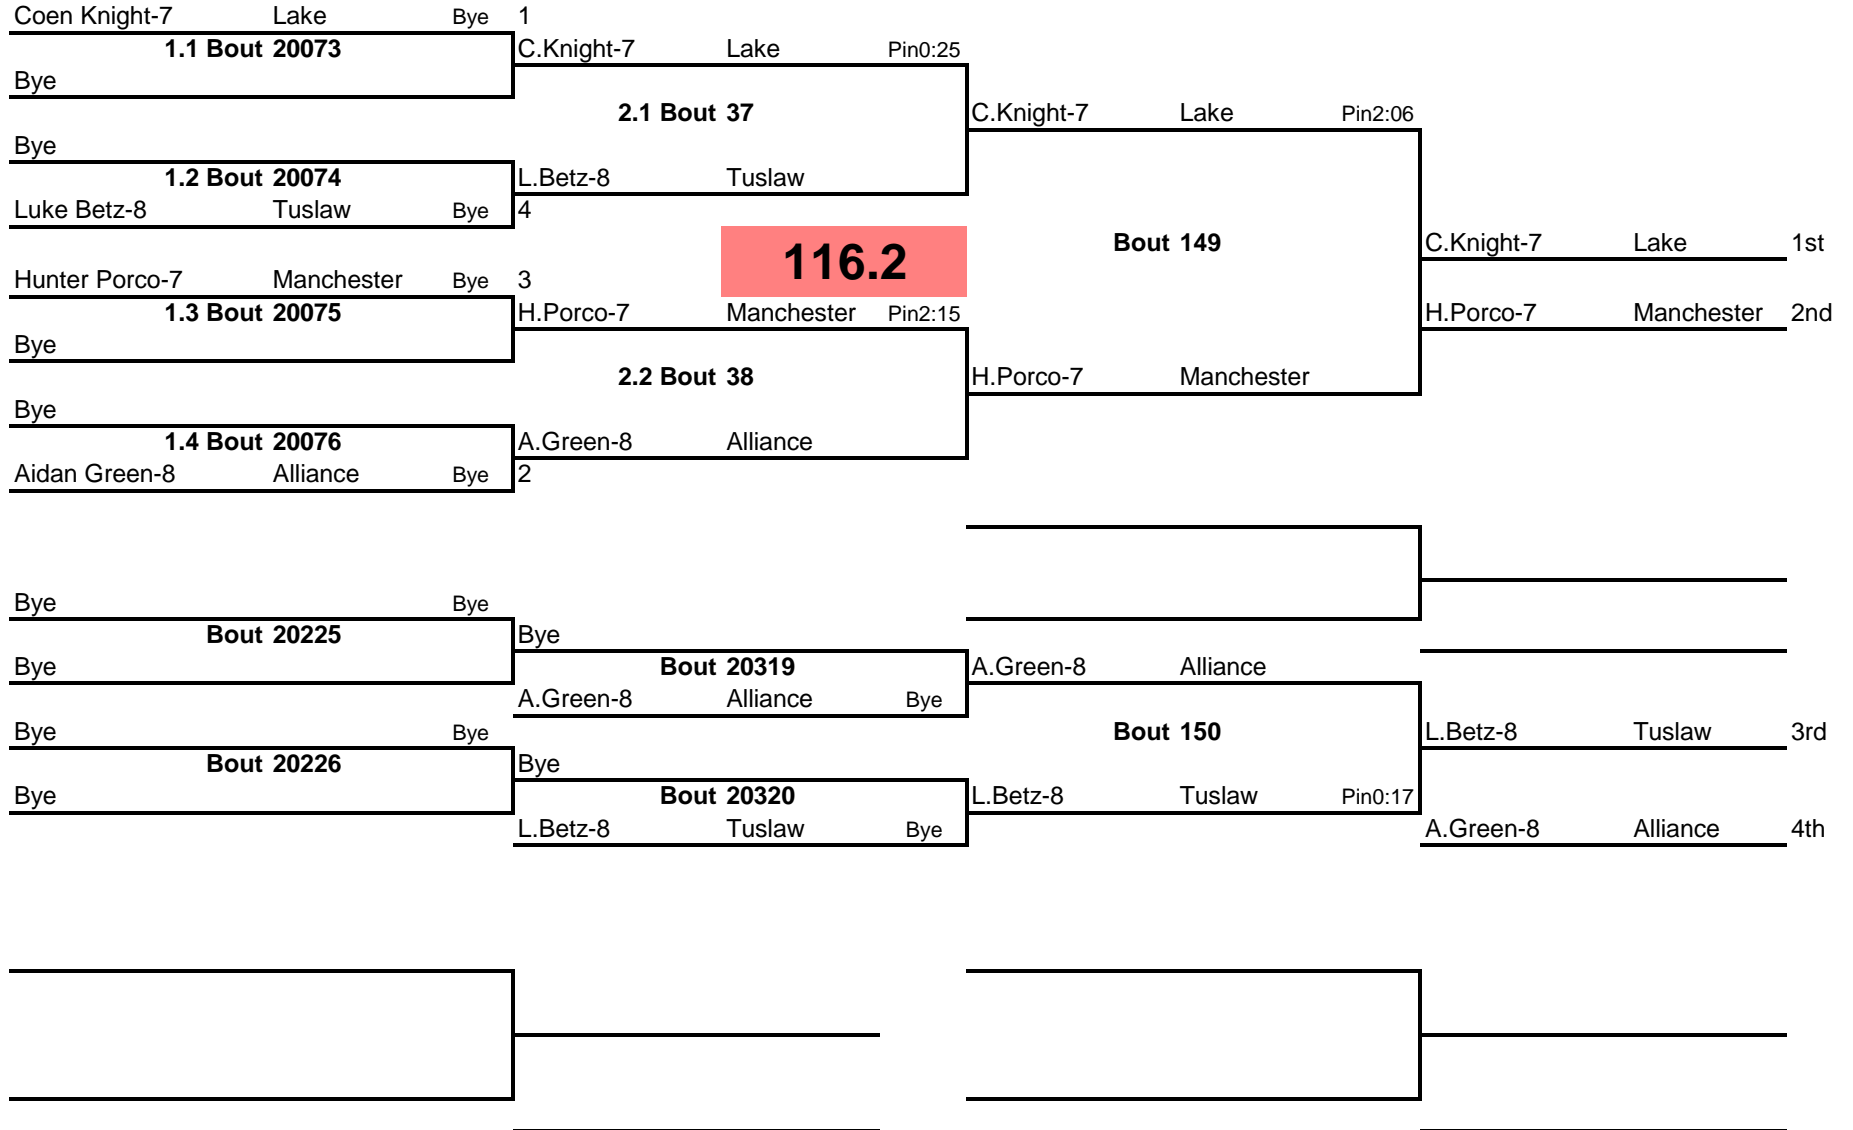 Coen Knight-7 Lake Bye 1
1.1 Bout 20073 C.Knight-7 Lake Pin0:25
Bye
2.1 Bout 37 C.Knight-7 Lake Pin2:06
Bye
1.2 Bout 20074 L.Betz-8 Tuslaw
Luke Betz-8 Tuslaw Bye 4
116.2 Bout 149 C.Knight-7 Lake 1st
Hunter Porco-7 Manchester Bye 3
1.3 Bout 20075 H.Porco-7 Manchester Pin2:15 H.Porco-7 Manchester 2nd
Bye
2.2 Bout 38 H.Porco-7 Manchester
Bye
1.4 Bout 20076 A.Green-8 Alliance
Aidan Green-8 Alliance Bye 2
Bye Bye
Bout 20225 Bye
Bye Bout 20319 A.Green-8 Alliance
A.Green-8 Alliance Bye
Bye Bye Bout 150 L.Betz-8 Tuslaw 3rd
Bout 20226 Bye
Bye Bout 20320 L.Betz-8 Tuslaw Pin0:17
L.Betz-8 Tuslaw Bye A.Green-8 Alliance 4th